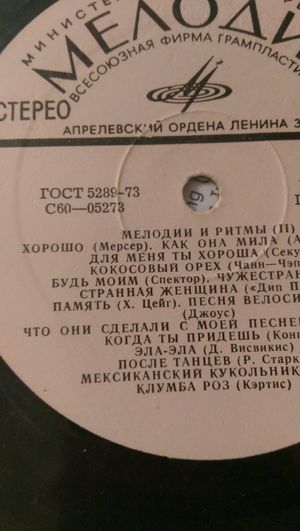 МИНИСТЕ
МЕЛОДИ
ВСЕСОЮЗНАЯ ФИРМА ГРАМПЛАСТИ
СТЕРЕО
АПРЕЛЕВСКИЙ ОРДЕНА ЛЕНИНА З
ГОСТ 5289-73
С60—05273
МЕЛОДИИ И РИТМЫ (II)
ХОРОШО (Мерсер). КАК ОНА МИЛА (А
ДЛЯ МЕНЯ ТЫ ХОРОША (Секу
КОКОСОВЫЙ ОРЕХ (Чанн—Чэп
БУДЬ МОИМ (Спектор). ЧУЖЕСТРАН
СТРАННАЯ ЖЕНЩИНА («Дип П
ПАМЯТЬ (Х. Цейг). ПЕСНЯ ВЕЛОСИ
(Джоус)
ЧТО ОНИ СДЕЛАЛИ С МОЕЙ ПЕСНЕ
КОГДА ТЫ ПРИДЕШЬ (Конг
ЭЛА-ЭЛА (Д. Висвикис)
ПОСЛЕ ТАНЦЕВ (Р. Старк
МЕКСИКАНСКИЙ КУКОЛЬНИК
КЛУМБА РОЗ (Кэртис)